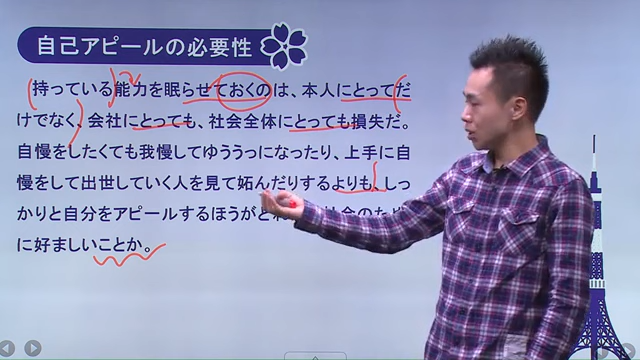 自己アピールの必要性
持っている能力を眠らせておくのは、本人にとってだ
けでなく、会社にとっても、社会全体にとっても損失だ。
自慢をしたくても我慢してゆううつになったり、上手に自
慢をして出世していく人を見て妬んだりするよりも、しっ
かりと自分をアピールするほうがどれ
に好ましいことか。